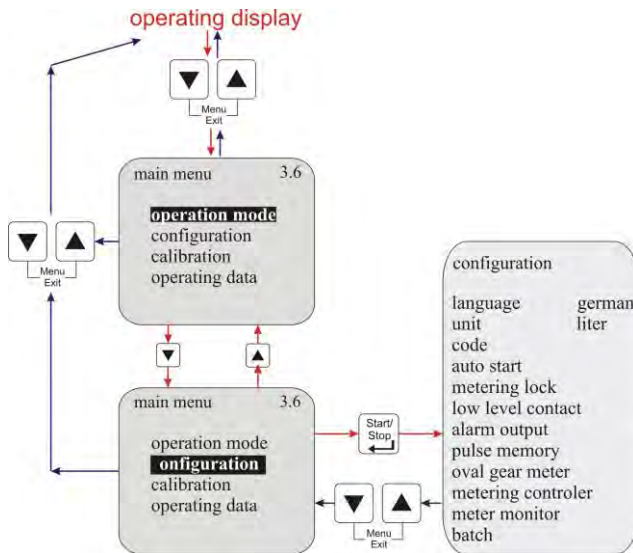 operating display
Menu
Exit
main menu 3.6
operation mode
configuration
calibration
operating data
Menu
Exit
main menu 3.6
operation mode
onfiguration
calibration
operating data
Start/
Stop
Menu
Exit
configuration
language german
unit liter
code
auto start
metering lock
low level contact
alarm output
pulse memory
oval gear meter
metering controler
meter monitor
batch